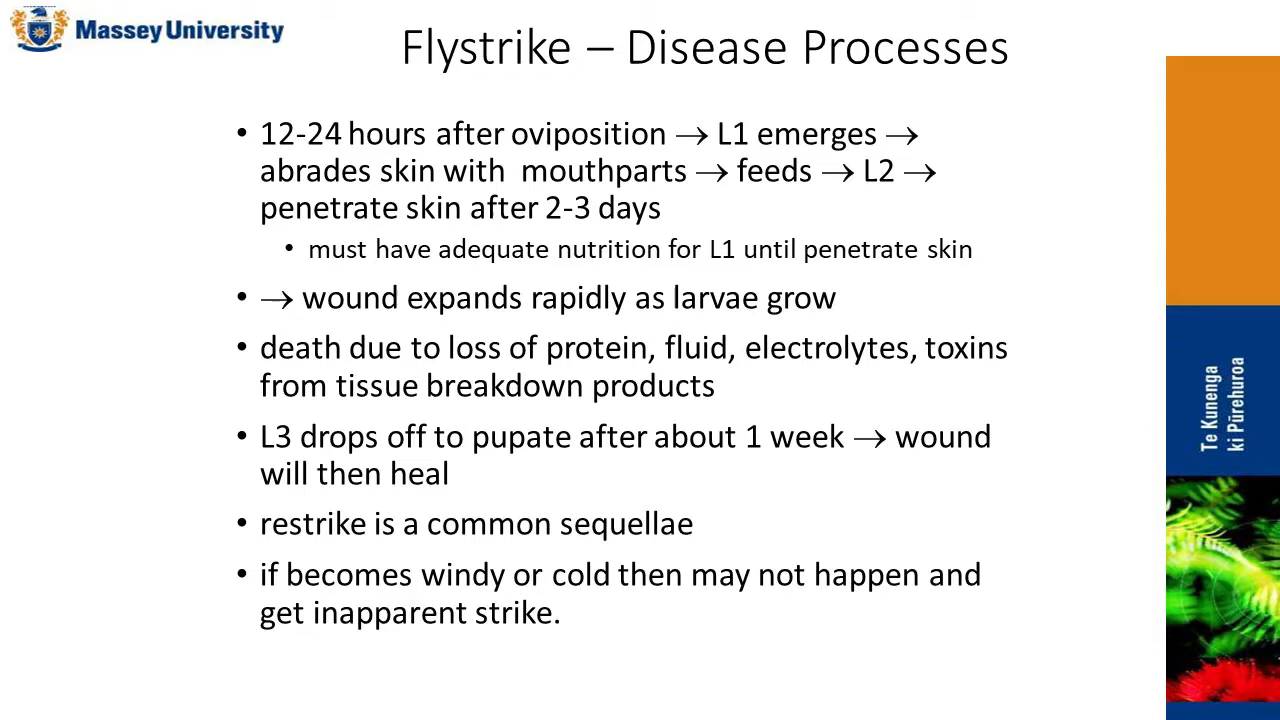 Massey University
Flystrike – Disease Processes
• 12-24 hours after oviposition → L1 emerges →
abrades skin with mouthparts → feeds → L2 →
penetrate skin after 2-3 days
• must have adequate nutrition for L1 until penetrate skin
• → wound expands rapidly as larvae grow
• death due to loss of protein, fluid, electrolytes, toxins
from tissue breakdown products
• L3 drops off to pupate after about 1 week → wound
will then heal
• restrike is a common sequellae
• if becomes windy or cold then may not happen and
get inapparent strike.
Te Kunenga
ki Pūrehuroa